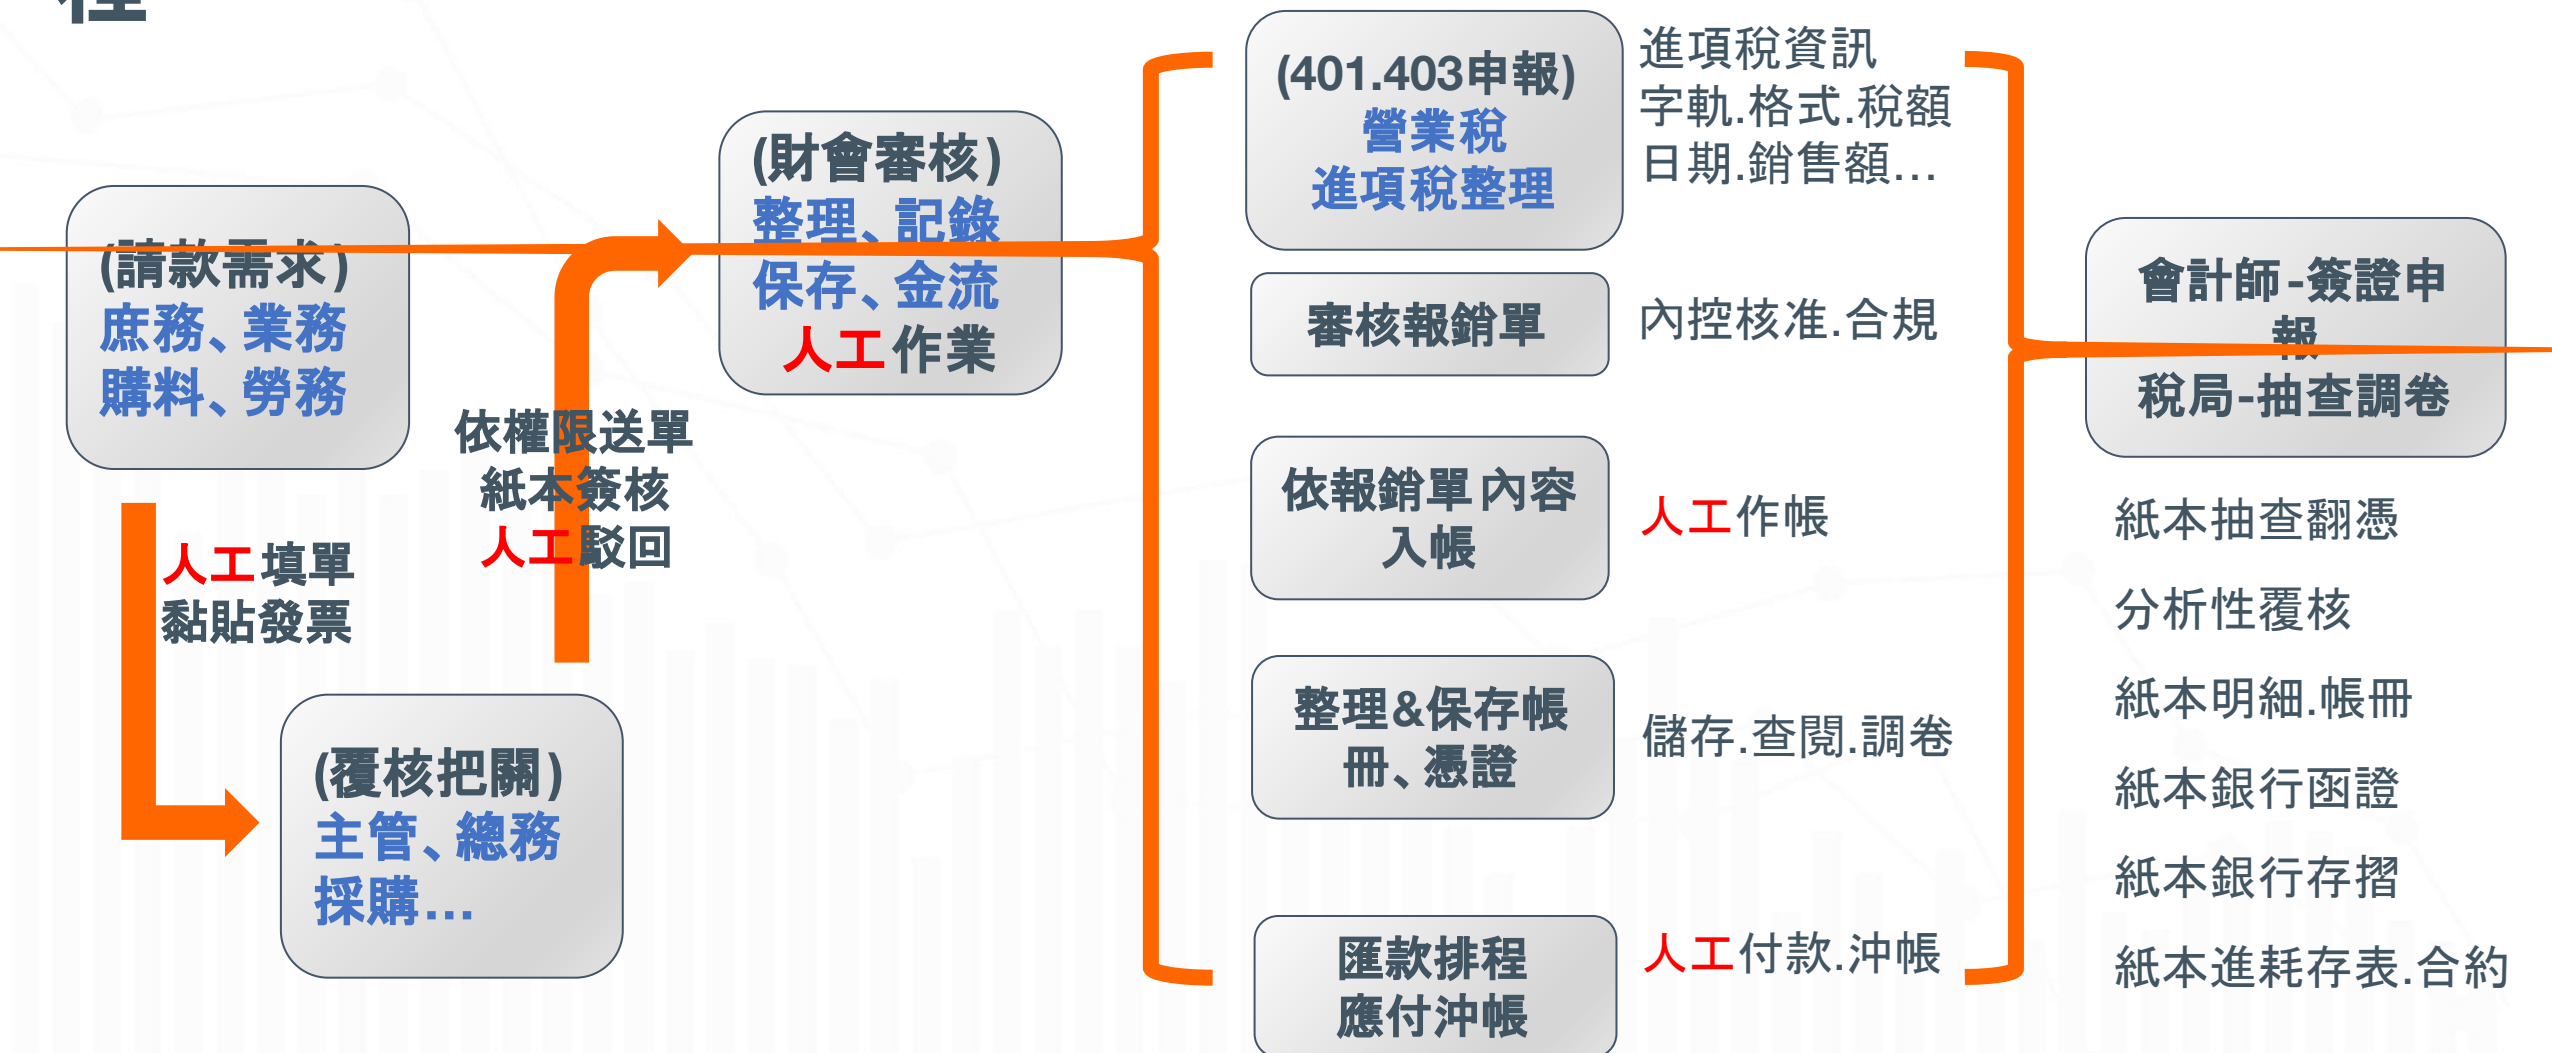 程
(請款需求)
庶務、業務
購料、勞務
人工填單
黏貼發票
(覆核把關)
主管、總務
採購...
依權限送單
紙本簽核
人工駁回
(財會審核)
整理、記錄
保存、金流
人工作業
(401.403申報)
營業稅
進項稅整理
進項稅資訊
字軌.格式.稅額
日期.銷售額...
審核報銷單
內控核准.合規
依報銷單內容
入帳
人工作帳
整理&保存帳
冊、憑證
儲存.查閱.調卷
匯款排程
應付沖帳
人工付款.沖帳
會計師-簽證申
報
稅局-抽查調卷
紙本抽查翻憑
分析性覆核
紙本明細.帳冊
紙本銀行函證
紙本銀行存摺
紙本進耗存表.合約